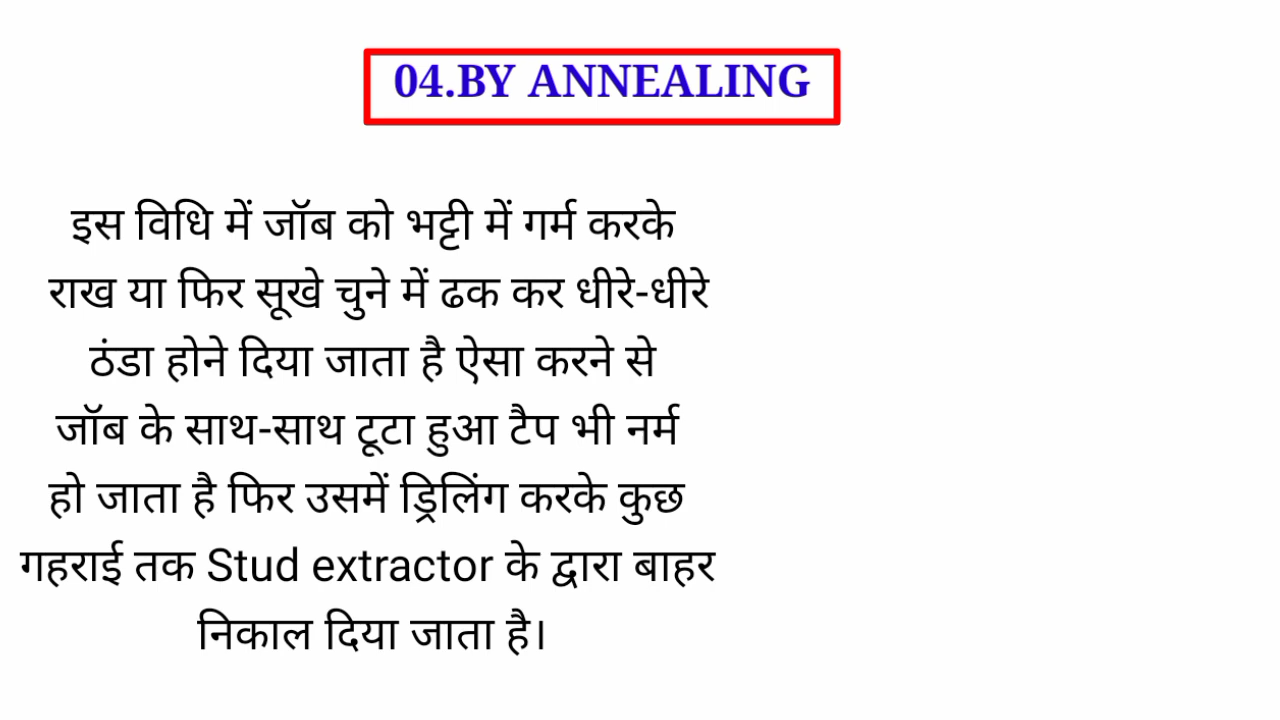 04.BY ANNEALING
इस विधि में जॉब को भट्टी में गर्म करके
राख या फिर सूखे चुने में ढक कर धीरे-धीरे
ठंडा होने दिया जाता है ऐसा करने से
जॉब के साथ-साथ टूटा हुआ टैप भी नर्म
हो जाता है फिर उसमें ड्रिलिंग करके कुछ
गहराई तक Stud extractor के द्वारा बाहर
निकाल दिया जाता है।